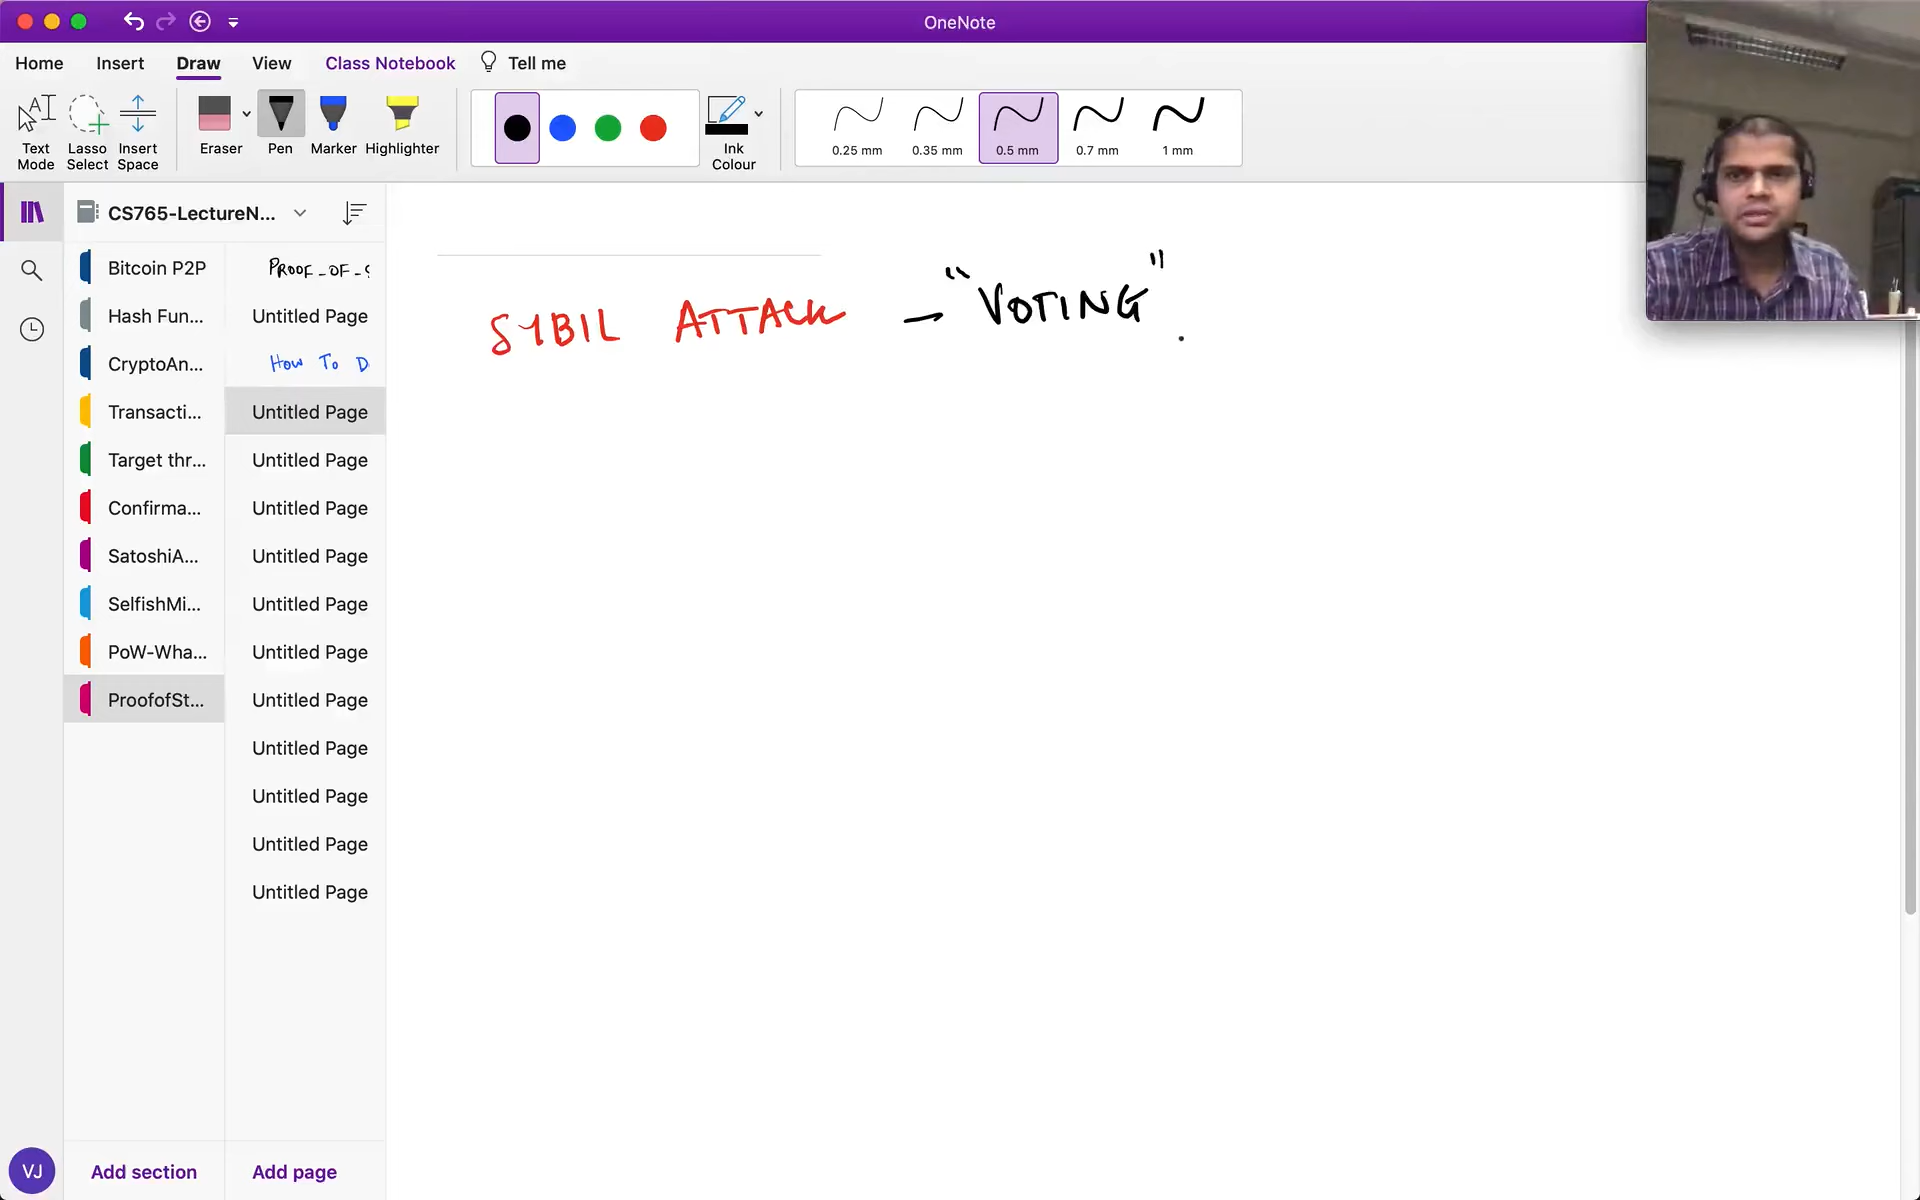 OneNote
Home Insert Draw View Class Notebook Tell me
Text Mode Lasso Select Insert Space Eraser Pen Marker Highlighter Ink Colour 0.25 mm 0.35 mm 0.5 mm 0.7 mm 1 mm
CS765-LectureN...
Bitcoin P2P
Hash Fun...
CryptoAn...
Transacti...
Target thr...
Confirma...
SatoshiA...
SelfishMi...
PoW-Wha...
ProofofSt...
Add section
PROOF-OF-
Untitled Page
How To D
Untitled Page
Untitled Page
Untitled Page
Untitled Page
Untitled Page
Untitled Page
Untitled Page
Untitled Page
Untitled Page
Untitled Page
Untitled Page
Add page
VJ
SYBIL ATTACK — "VOTING".